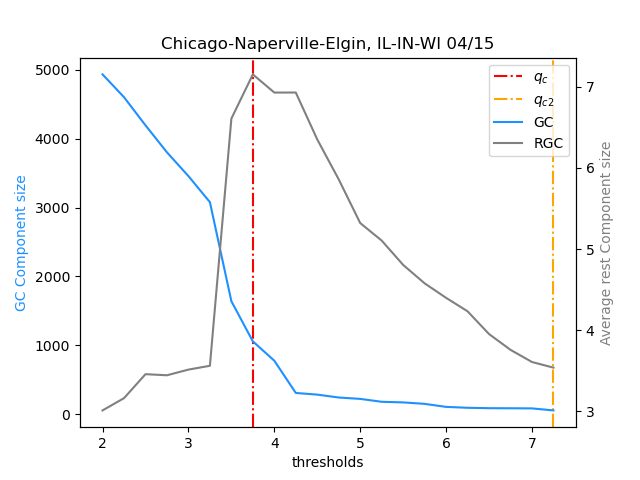 Chicago-Naperville-Elgin, IL-IN-WI 04/15
GC Component size
5000
4000
3000
2000
1000
0
2
3
4
5
6
7
thresholds
7
6
5
4
3
Average rest Component size
q_c
q_c2
GC
RGC